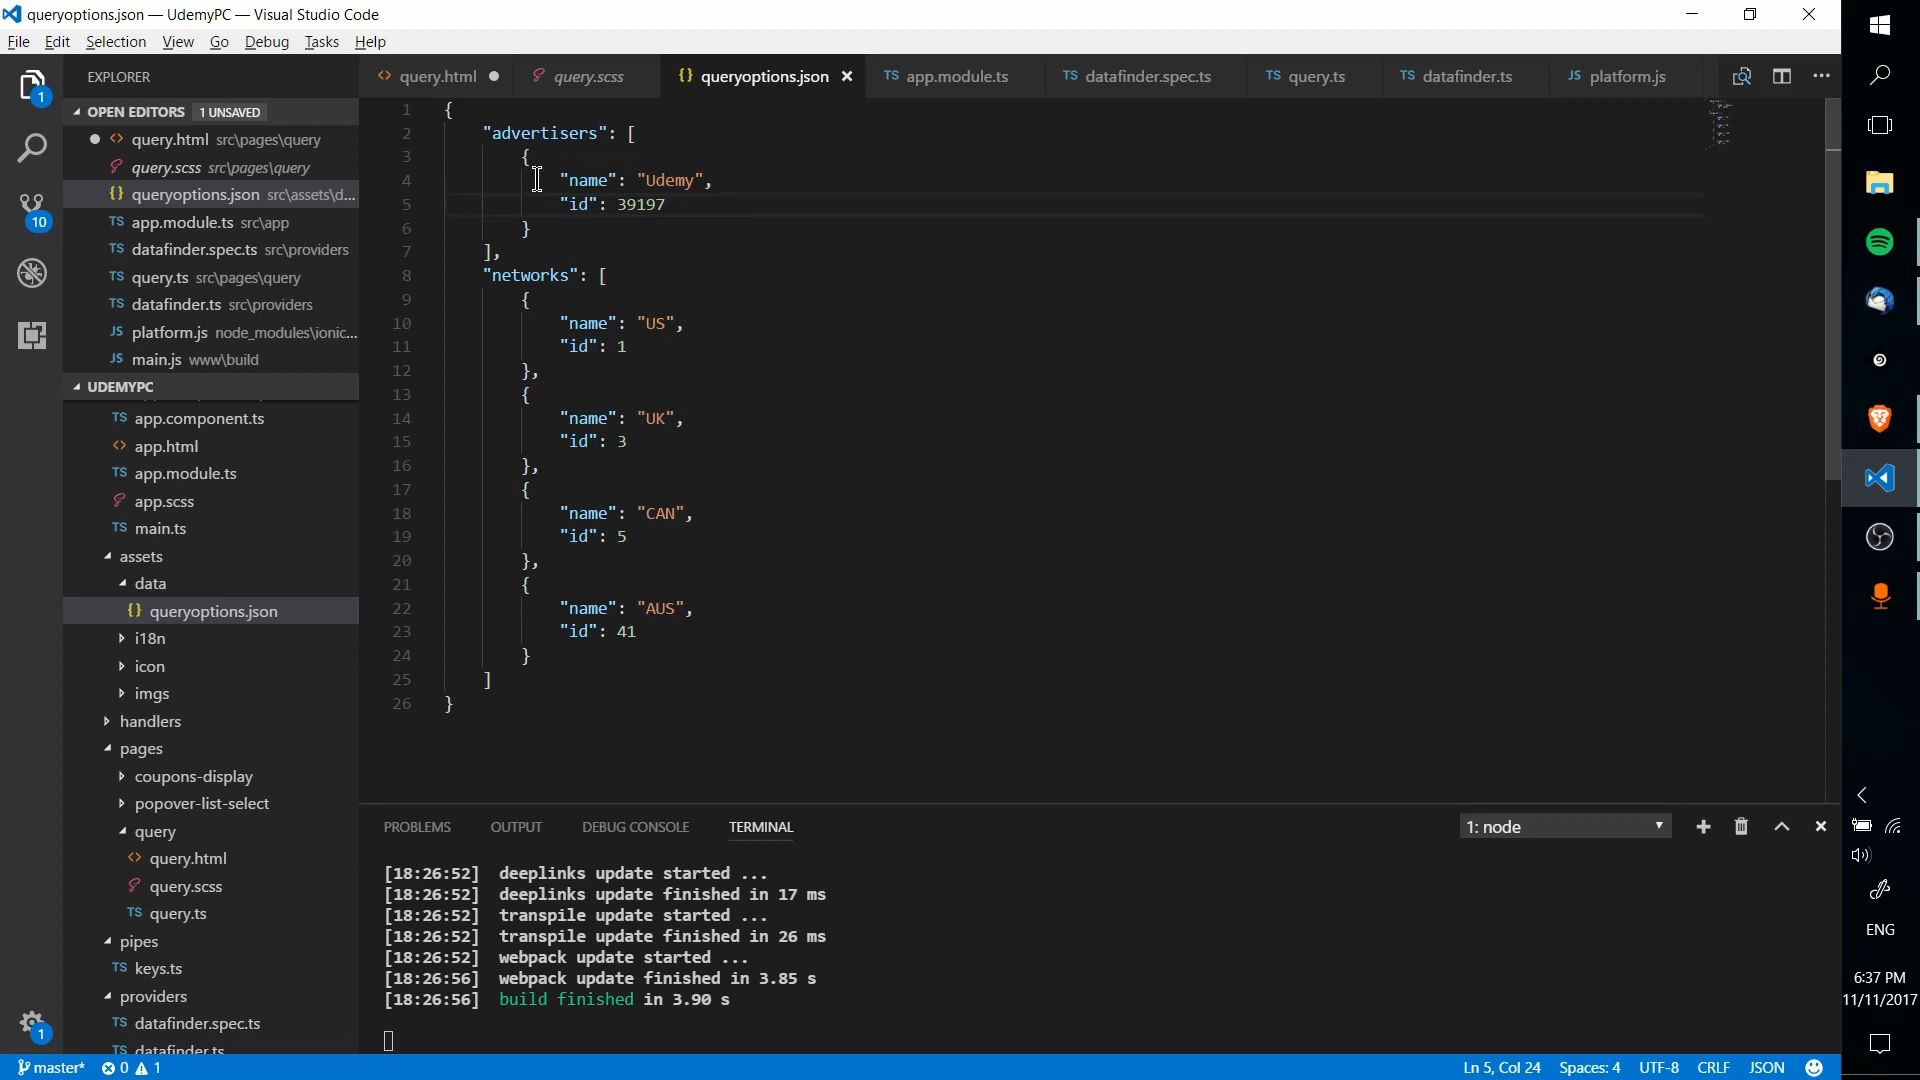 queryoptions.json — UdemyPC — Visual Studio Code
File Edit Selection View Go Debug Tasks Help
EXPLORER
OPEN EDITORS 1 UNSAVED
query.html src\pages\query
query.scss src\pages\query
queryoptions.json src\assets\d...
app.module.ts src\app
datafinder.spec.ts src\providers
query.ts src\pages\query
datafinder.ts src\providers
platform.js node_modules\ionic...
main.js www\build
UDEMYPC
app.component.ts
app.html
app.module.ts
app.scss
main.ts
assets
data
queryoptions.json
i18n
icon
imgs
handlers
pages
coupons-display
popover-list-select
query
query.html
query.scss
query.ts
pipes
keys.ts
providers
datafinder.spec.ts
datafinder.ts
1
10
1
query.html query.scss {} queryoptions.json TS app.module.ts TS datafinder.spec.ts TS query.ts TS datafinder.ts JS platform.js
1 {
2 "advertisers": [
3 {
4 "name": "Udemy",
5 "id": 39197
6 }
7 ],
8 "networks": [
9 {
10 "name": "US",
11 "id": 1
12 },
13 {
14 "name": "UK",
15 "id": 3
16 },
17 {
18 "name": "CAN",
19 "id": 5
20 },
21 {
22 "name": "AUS",
23 "id": 41
24 }
25 ]
26 }
PROBLEMS OUTPUT DEBUG CONSOLE TERMINAL 1: node
[18:26:52] deeplinks update started ...
[18:26:52] deeplinks update finished in 17 ms
[18:26:52] transpile update started ...
[18:26:52] transpile update finished in 26 ms
[18:26:52] webpack update started ...
[18:26:56] webpack update finished in 3.85 s
[18:26:56] build finished in 3.90 s
master* 0 1 Ln 5, Col 24 Spaces: 4 UTF-8 CRLF JSON
ENG
6:37 PM
11/11/2017